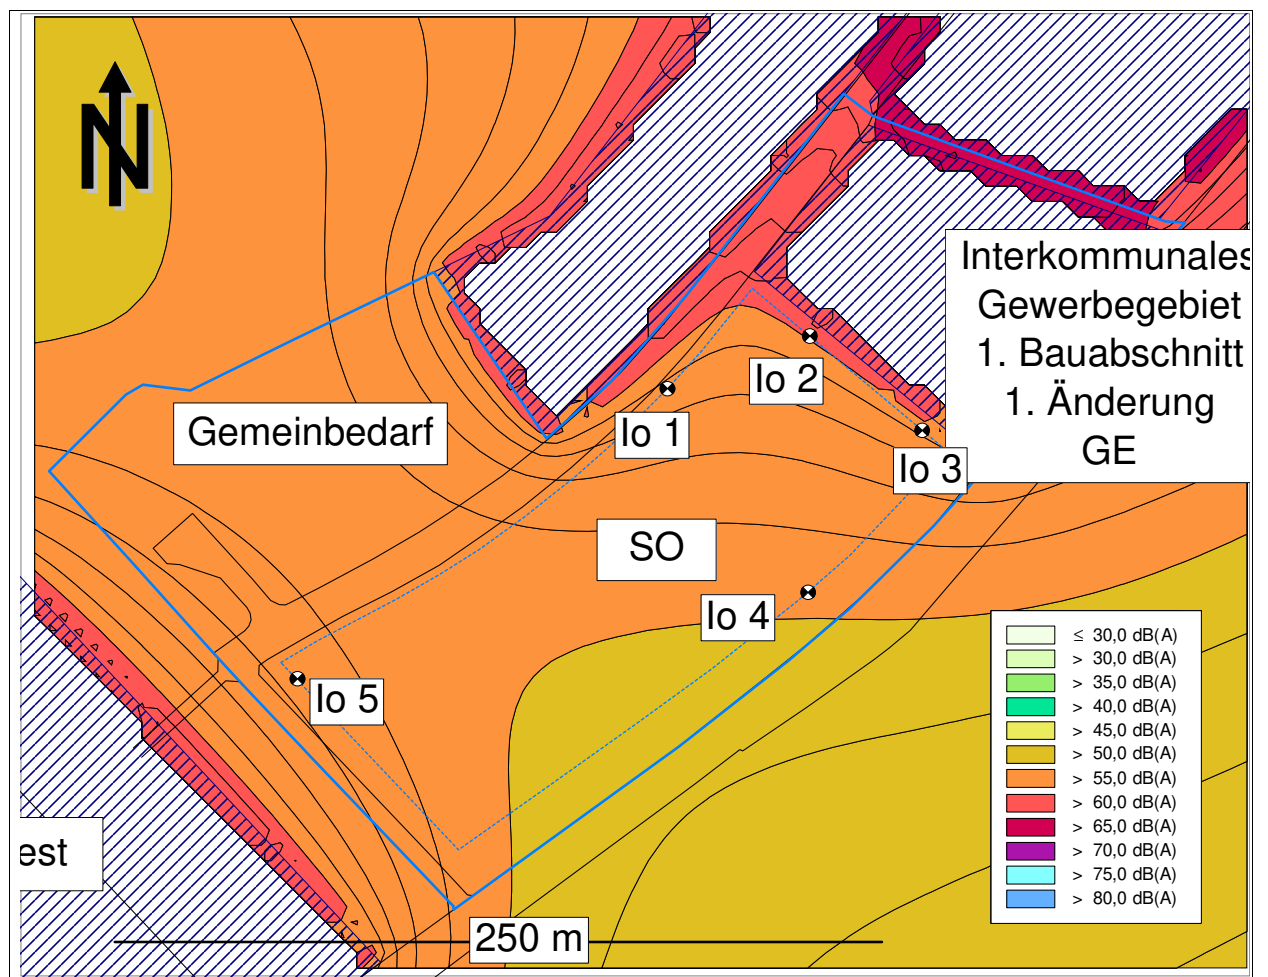 N
Interkommunales
Gewerbegebiet
1. Bauabschnitt
1. Änderung
GE
Gemeinbedarf
Io 1
Io 2
Io 3
SO
Io 4
Io 5
≤ 30,0 dB(A)
> 30,0 dB(A)
> 35,0 dB(A)
> 40,0 dB(A)
> 45,0 dB(A)
> 50,0 dB(A)
> 55,0 dB(A)
> 60,0 dB(A)
> 65,0 dB(A)
> 70,0 dB(A)
> 75,0 dB(A)
> 80,0 dB(A)
est
250 m